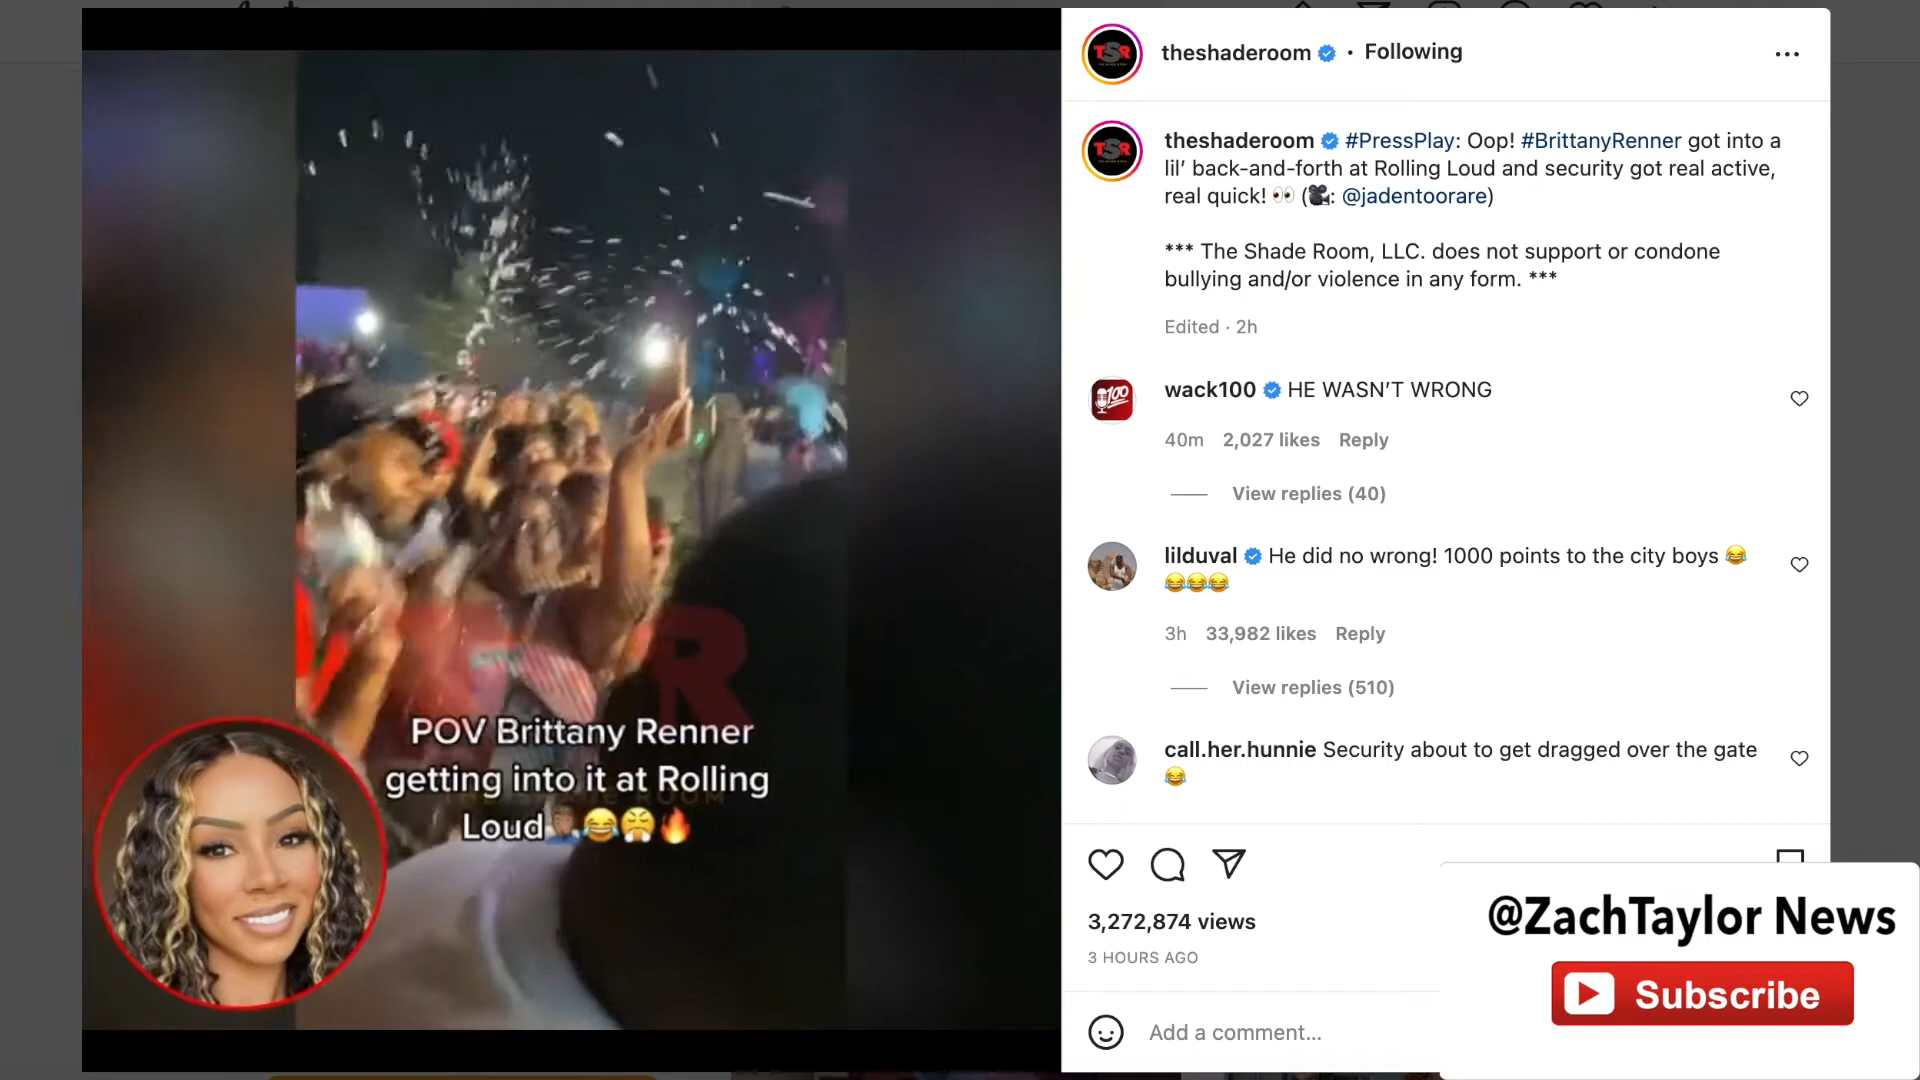 theshaderoom • Following
theshaderoom #PressPlay: Oop! #BrittanyRenner got into a
lil’ back-and-forth at Rolling Loud and security got real active,
real quick! 👀 (🎥: @jadentoorare)
*** The Shade Room, LLC. does not support or condone
bullying and/or violence in any form. ***
Edited · 2h
wack100 HE WASN’T WRONG
40m 2,027 likes Reply
View replies (40)
lilduval He did no wrong! 1000 points to the city boys 😂
😂😂😂
3h 33,982 likes Reply
View replies (510)
call.her.hunnie Security about to get dragged over the gate
😂
3,272,874 views
3 HOURS AGO
Add a comment...
TSR
TSR
100
TSR
POV Brittany Renner
getting into it at Rolling
Loud🤦🏾‍♂️😂😤🔥
@ZachTaylor News
Subscribe